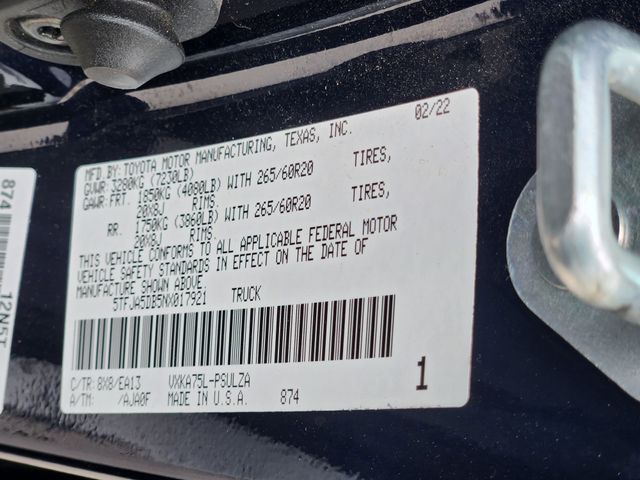 MFD. BY: TOYOTA MOTOR MANUFACTURING, TEXAS, INC. 02/22
GVWR: 3280KG (7230LB)
GAWR: FRT. 1850KG (4080LB) WITH 265/60R20 TIRES,
20X8J RIMS,
RR. 1750KG (3860LB) WITH 265/60R20 TIRES,
20X8J RIMS
THIS VEHICLE CONFORMS TO ALL APPLICABLE FEDERAL MOTOR
VEHICLE SAFETY STANDARDS IN EFFECT ON THE DATE OF
MANUFACTURE SHOWN ABOVE.
5TFJA5DB5NX017921 TRUCK
C/TR: 8X8/EA13 VXKA75L-PSULZA
A/TM: /AJA0F MADE IN U.S.A. 874
1
874
12N5T